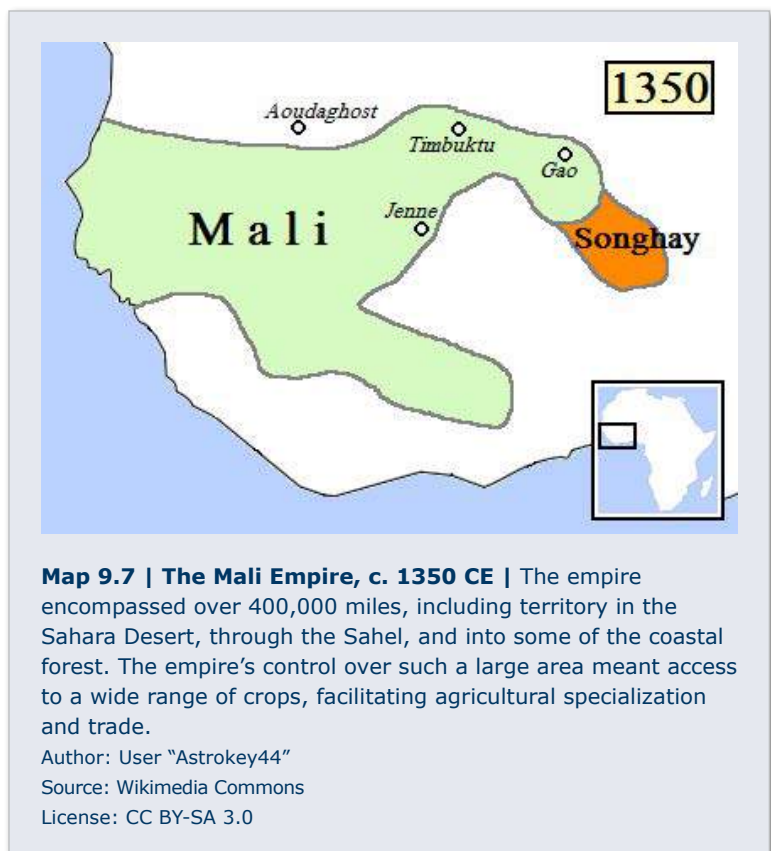 1350
Aoudaghost
Timbuktu
Gao
Jenne
Mali
Songhay
Map 9.7 | The Mali Empire, c. 1350 CE | The empire
encompassed over 400,000 miles, including territory in the
Sahara Desert, through the Sahel, and into some of the coastal
forest. The empire’s control over such a large area meant access
to a wide range of crops, facilitating agricultural specialization
and trade.
Author: User “Astrokey44”
Source: Wikimedia Commons
License: CC BY-SA 3.0